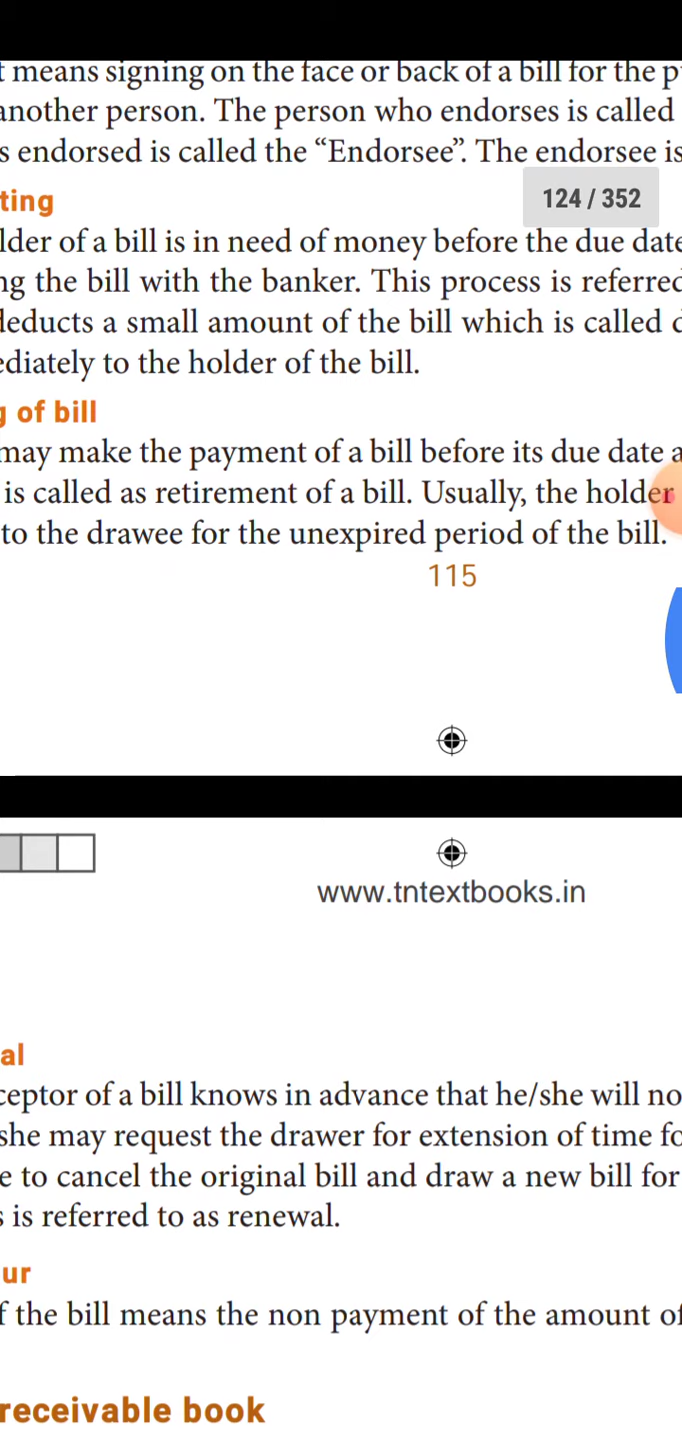 t means signing on the face or back of a bill for the p
another person. The person who endorses is called
s endorsed is called the “Endorsee”. The endorsee is
ting
124 / 352
lder of a bill is in need of money before the due date
ng the bill with the banker. This process is referred
deducts a small amount of the bill which is called
ediately to the holder of the bill.
g of bill
may make the payment of a bill before its due date a
is called as retirement of a bill. Usually, the holder
to the drawee for the unexpired period of the bill.
115
www.tntextbooks.in
al
ceptor of a bill knows in advance that he/she will no
she may request the drawer for extension of time fo
e to cancel the original bill and draw a new bill for
s is referred to as renewal.
ur
f the bill means the non payment of the amount of
receivable book